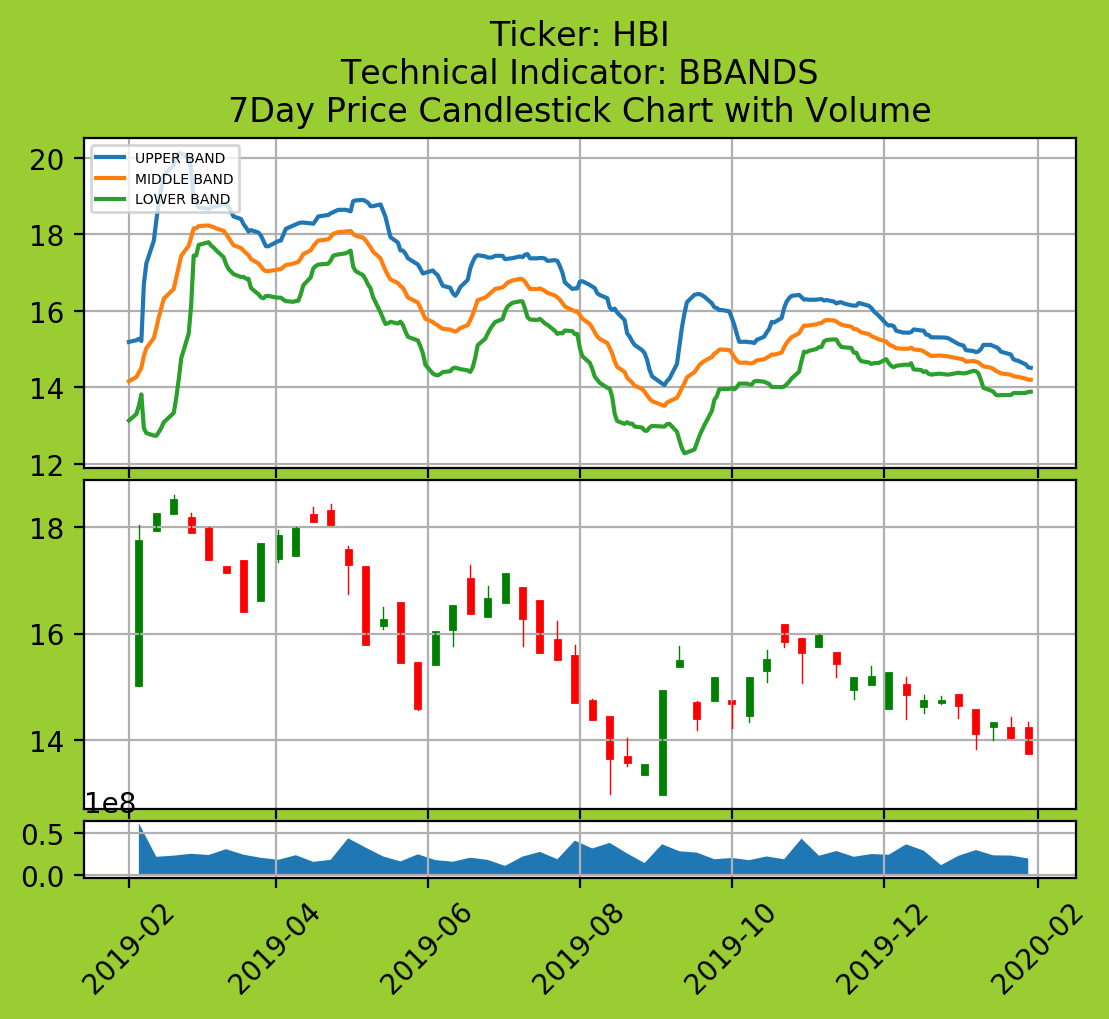 Ticker: HBI
Technical Indicator: BBANDS
7Day Price Candlestick Chart with Volume
20
18
16
14
12
UPPER BAND
MIDDLE BAND
LOWER BAND
18
16
14
1e8
0.5
0.0
2019-02
2019-04
2019-06
2019-08
2019-10
2019-12
2020-02